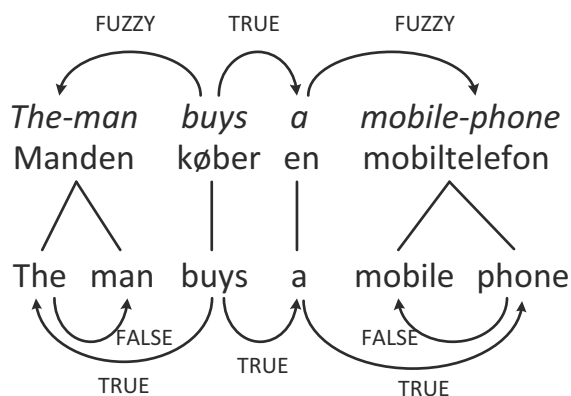 FUZZY TRUE FUZZY
The-man buys a mobile-phone
Manden køber en mobiltelefon
The man buys a mobile phone
FALSE FALSE
TRUE TRUE TRUE